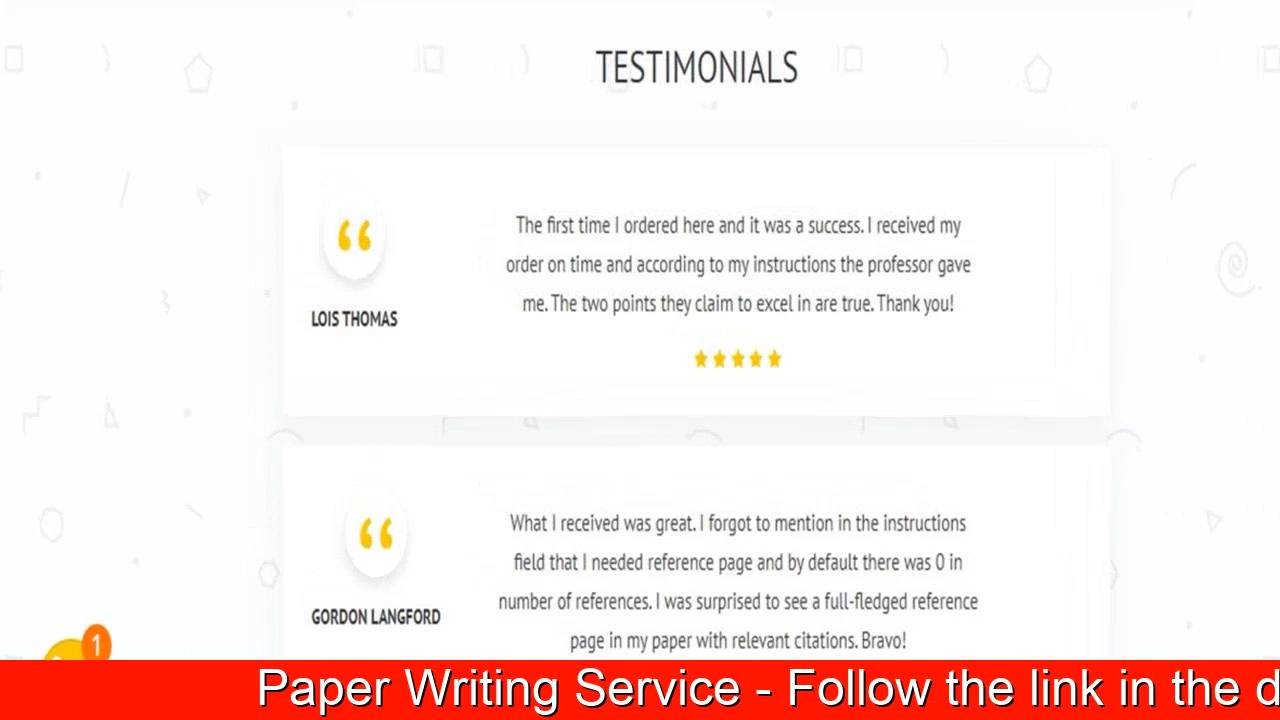 TESTIMONIALS
The first time I ordered here and it was a success. I received my
order on time and according to my instructions the professor gave
me. The two points they claim to excel in are true. Thank you!
LOIS THOMAS
What I received was great. I forgot to mention in the instructions
field that I needed reference page and by default there was 0 in
number of references. I was surprised to see a full-fledged reference
page in my paper with relevant citations. Bravo!
GORDON LANGFORD
1
Paper Writing Service - Follow the link in the d